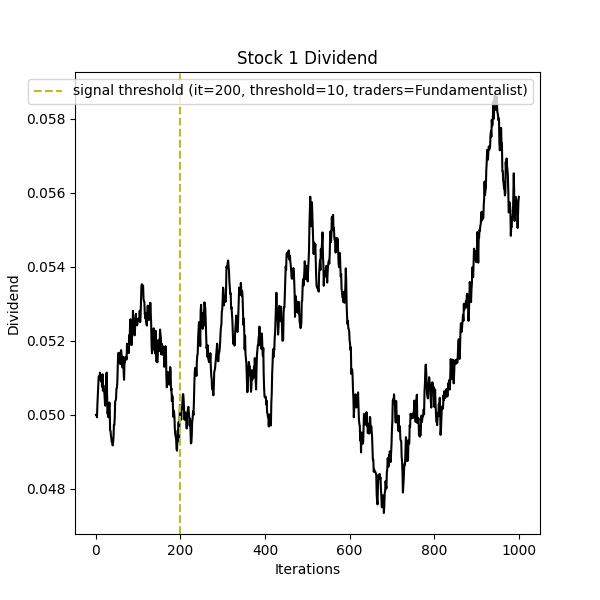 Stock 1 Dividend
signal threshold (it=200, threshold=10, traders=Fundamentalist)
0.058
0.056
0.054
0.052
0.050
0.048
Dividend
0 200 400 600 800 1000
Iterations